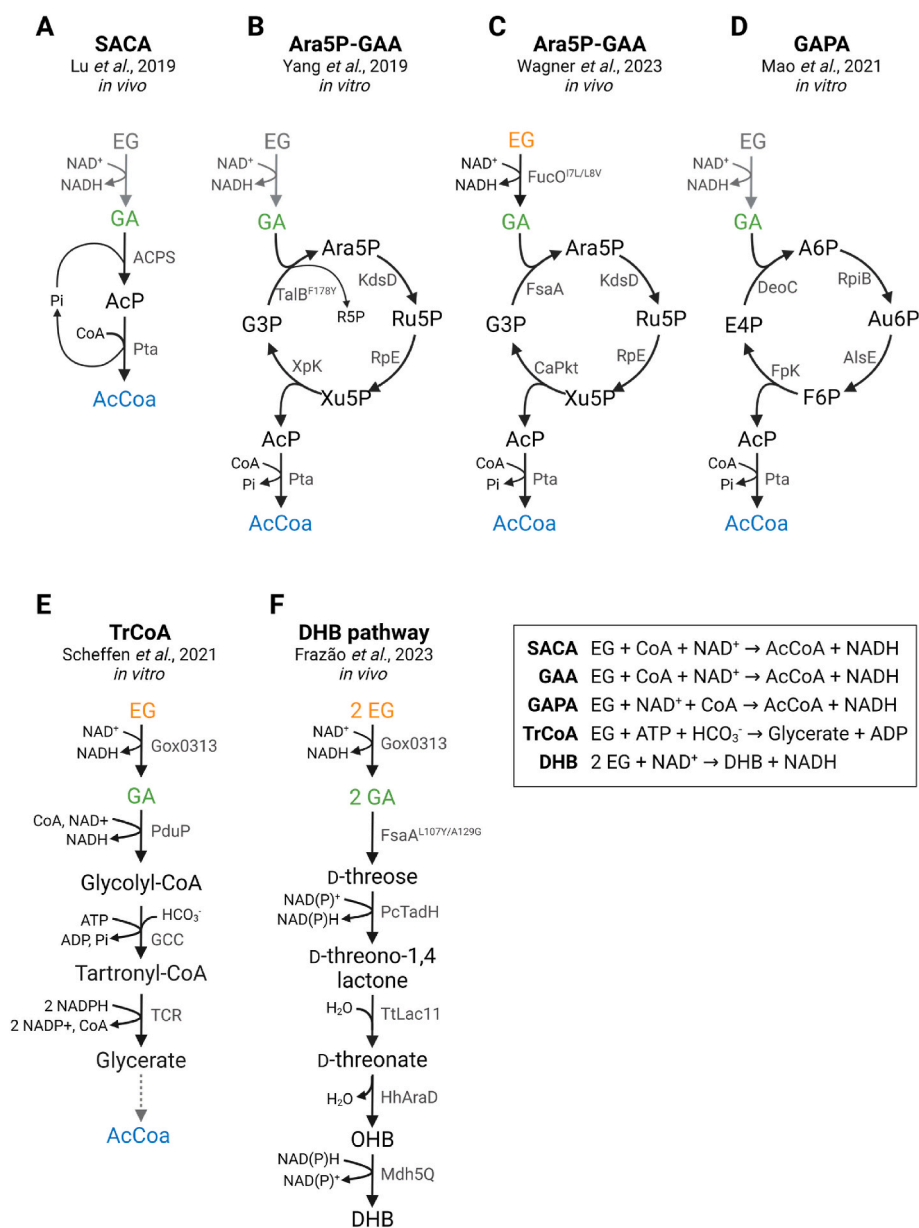 A
SACA
Lu et al., 2019
in vivo
EG
NAD⁺
NADH
GA
ACPS
Pi
AcP
CoA
Pta
AcCoa
B
Ara5P-GAA
Yang et al., 2019
in vitro
EG
NAD⁺
NADH
GA
Ara5P
TalB^F178Y
KdsD
R5P
G3P
Ru5P
XpK
RpE
Xu5P
AcP
CoA
Pi
Pta
AcCoa
C
Ara5P-GAA
Wagner et al., 2023
in vivo
EG
NAD⁺
NADH
FucO^I7L/L8V
GA
Ara5P
FsaA
KdsD
G3P
Ru5P
CaPkt
RpE
Xu5P
AcP
CoA
Pi
Pta
AcCoa
D
GAPA
Mao et al., 2021
in vitro
EG
NAD⁺
NADH
GA
A6P
DeoC
RpiB
E4P
Au6P
FpK
AlsE
F6P
AcP
CoA
Pi
Pta
AcCoa
E
TrCoA
Scheffen et al., 2021
in vitro
EG
NAD⁺
NADH
Gox0313
GA
CoA, NAD+
NADH
PduP
Glycolyl-CoA
ATP
HCO₃⁻
ADP, Pi
GCC
Tartronyl-CoA
2 NADPH
2 NADP+, CoA
TCR
Glycerate
AcCoa
F
DHB pathway
Frazão et al., 2023
in vivo
2 EG
NAD⁺
NADH
Gox0313
2 GA
FsaA^L107Y/A129G
D-threose
NAD(P)⁺
NAD(P)H
PcTadH
D-threono-1,4
lactone
H₂O
TtLac11
D-threonate
H₂O
HhAraD
OHB
NAD(P)H
NAD(P)⁺
Mdh5Q
DHB
SACA EG + CoA + NAD⁺ → AcCoA + NADH
GAA EG + CoA + NAD⁺ → AcCoA + NADH
GAPA EG + NAD⁺ + CoA → AcCoA + NADH
TrCoA EG + ATP + HCO₃⁻ → Glycerate + ADP
DHB 2 EG + NAD⁺ → DHB + NADH